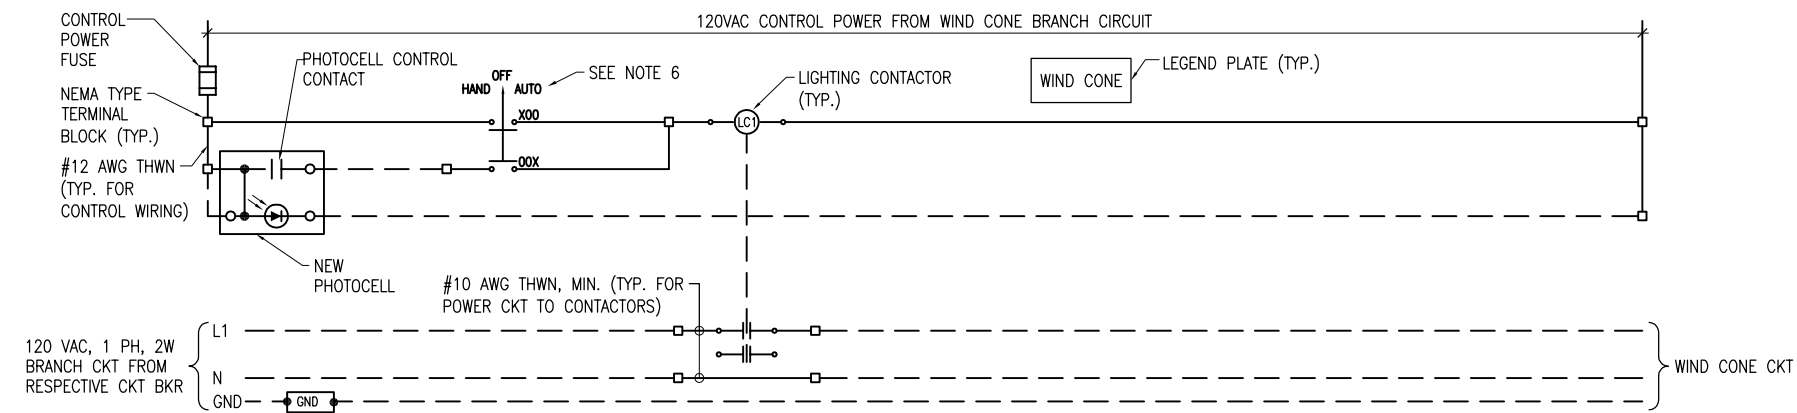 CONTROL
POWER
FUSE
120VAC CONTROL POWER FROM WIND CONE BRANCH CIRCUIT
PHOTOCELL CONTROL
CONTACT
OFF
HAND AUTO
SEE NOTE 6
LIGHTING CONTACTOR
(TYP.)
WIND CONE
LEGEND PLATE (TYP.)
NEMA TYPE
TERMINAL
BLOCK (TYP.)
XOO
LC1
#12 AWG THWN
(TYP. FOR
CONTROL WIRING)
OOX
NEW
PHOTOCELL
#10 AWG THWN, MIN. (TYP. FOR
POWER CKT TO CONTACTORS)
120 VAC, 1 PH, 2W
BRANCH CKT FROM
RESPECTIVE CKT BKR
L1
N
GND
GND
WIND CONE CKT